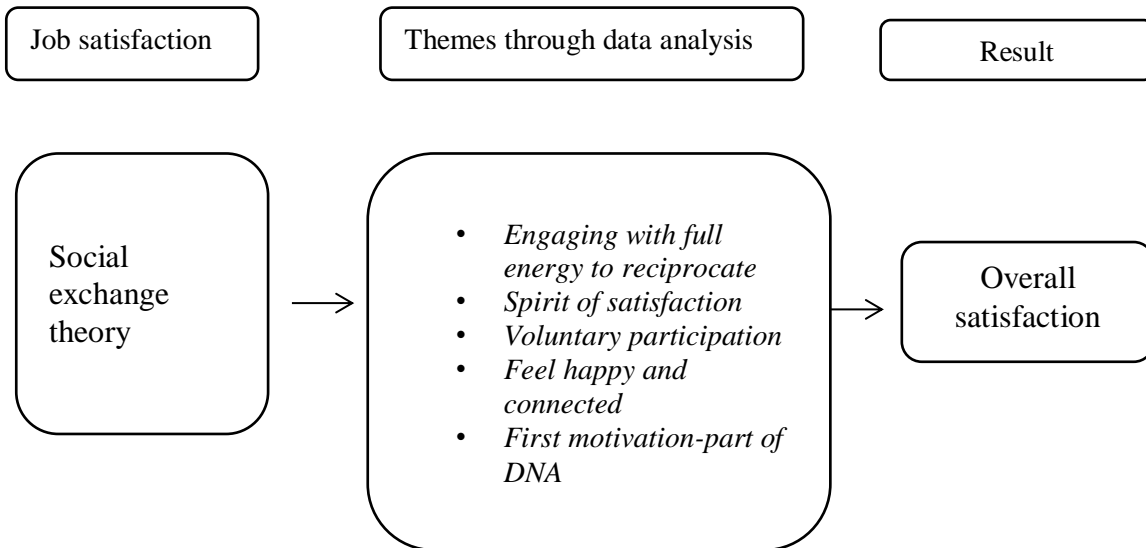 Job satisfaction
Themes through data analysis
Result
Social
exchange
theory
• Engaging with full
energy to reciprocate
• Spirit of satisfaction
• Voluntary participation
• Feel happy and
connected
• First motivation-part of
DNA
Overall
satisfaction